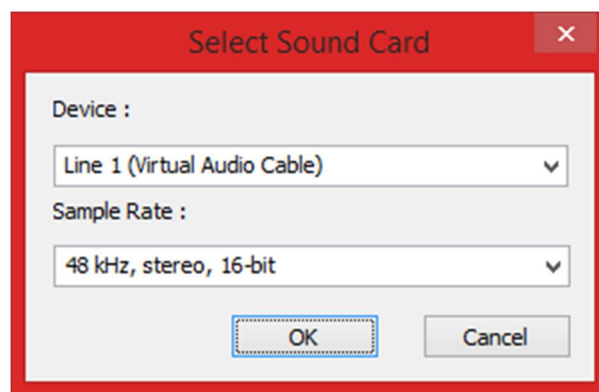 Select Sound Card
Device :
Line 1 (Virtual Audio Cable)
Sample Rate :
48 kHz, stereo, 16-bit
OK Cancel